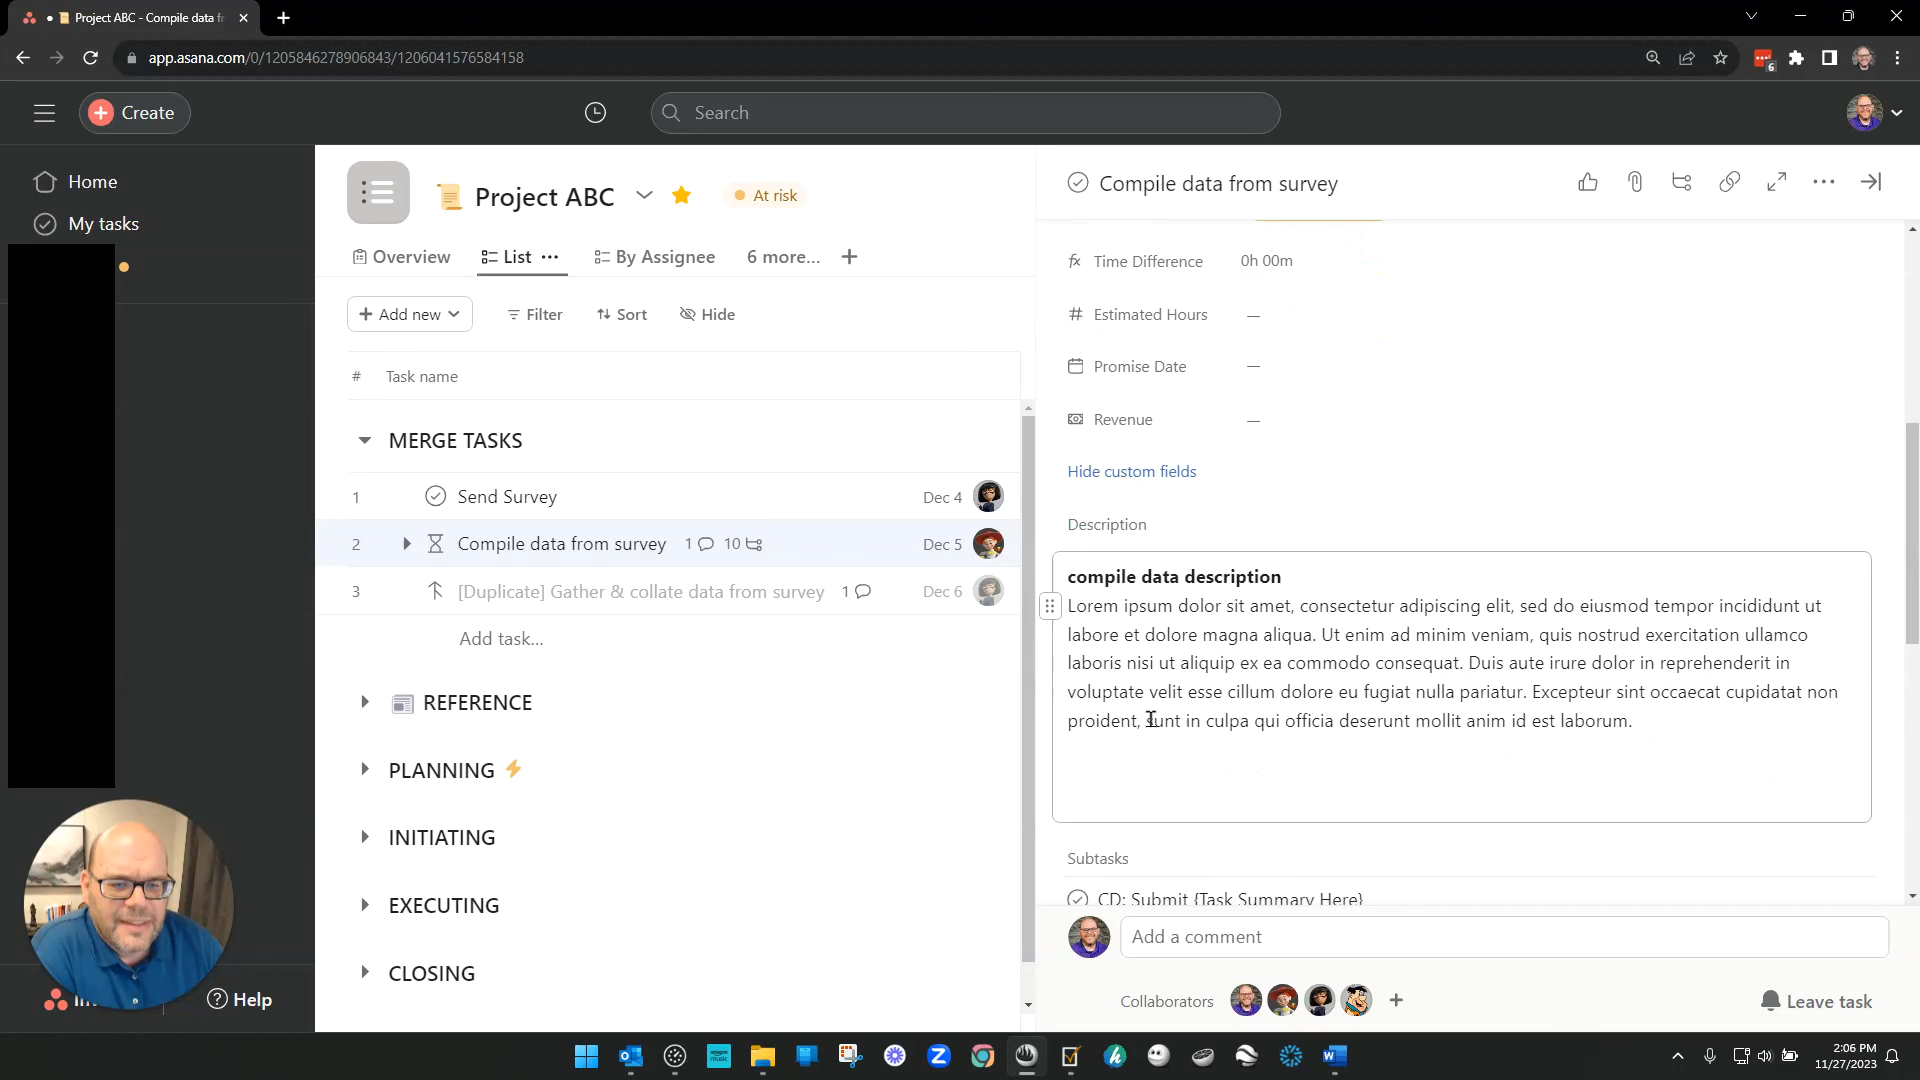 Project ABC - Compile data fr
app.asana.com/0/1205846278906843/1206041576584158
6
Create
Search
Home
My tasks
Project ABC
At risk
Overview
List
By Assignee
6 more...
Add new
Filter
Sort
Hide
# Task name
MERGE TASKS
1 Send Survey Dec 4
2 Compile data from survey 1 10 Dec 5
3 [Duplicate] Gather & collate data from survey 1 Dec 6
Add task...
REFERENCE
PLANNING
INITIATING
EXECUTING
CLOSING
Help
Compile data from survey
Time Difference 0h 00m
Estimated Hours —
Promise Date —
Revenue —
Hide custom fields
Description
compile data description
Lorem ipsum dolor sit amet, consectetur adipiscing elit, sed do eiusmod tempor incididunt ut
labore et dolore magna aliqua. Ut enim ad minim veniam, quis nostrud exercitation ullamco
laboris nisi ut aliquip ex ea commodo consequat. Duis aute irure dolor in reprehenderit in
voluptate velit esse cillum dolore eu fugiat nulla pariatur. Excepteur sint occaecat cupidatat non
proident, sunt in culpa qui officia deserunt mollit anim id est laborum.
Subtasks
CD: Submit {Task Summary Here}
Add a comment
Collaborators
Leave task
2:06 PM
11/27/2023